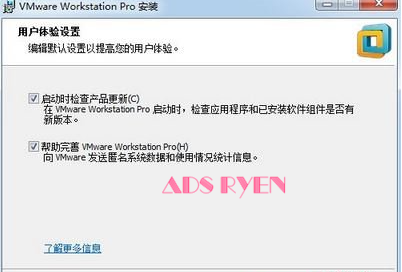 VMware Workstation Pro 安装
用户体验设置
编辑默认设置以提高您的用户体验。
启动时检查产品更新(C)
在 VMware Workstation Pro 启动时，检查应用程序和已安装软件组件是否有
新版本。
帮助完善 VMware Workstation Pro(H)
向 VMware 发送匿名系统数据和使用情况统计信息。
ADS RYEN
了解更多信息